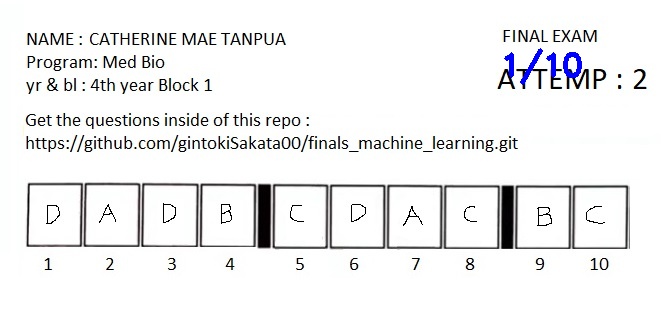 NAME : CATHERINE MAE TANPUA
Program: Med Bio
yr & bl : 4th year Block 1
FINAL EXAM
1/10
ATTEMP : 2
Get the questions inside of this repo :
https://github.com/gintokiSakata00/finals_machine_learning.git
D A D B C D A C B C
1 2 3 4 5 6 7 8 9 10